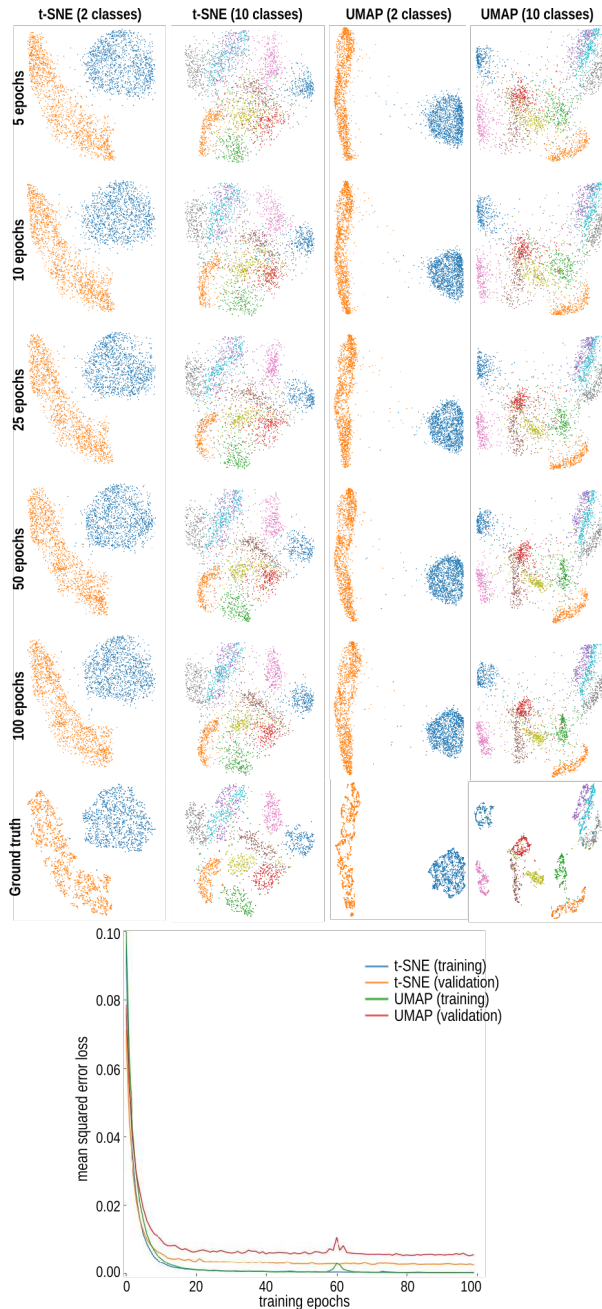 t-SNE (2 classes) t-SNE (10 classes) UMAP (2 classes) UMAP (10 classes)
5 epochs
10 epochs
25 epochs
50 epochs
100 epochs
Ground truth
0.10
0.08
0.06
0.04
0.02
0.00
mean squared error loss
t-SNE (training)
t-SNE (validation)
UMAP (training)
UMAP (validation)
0 20 40 60 80 100
training epochs